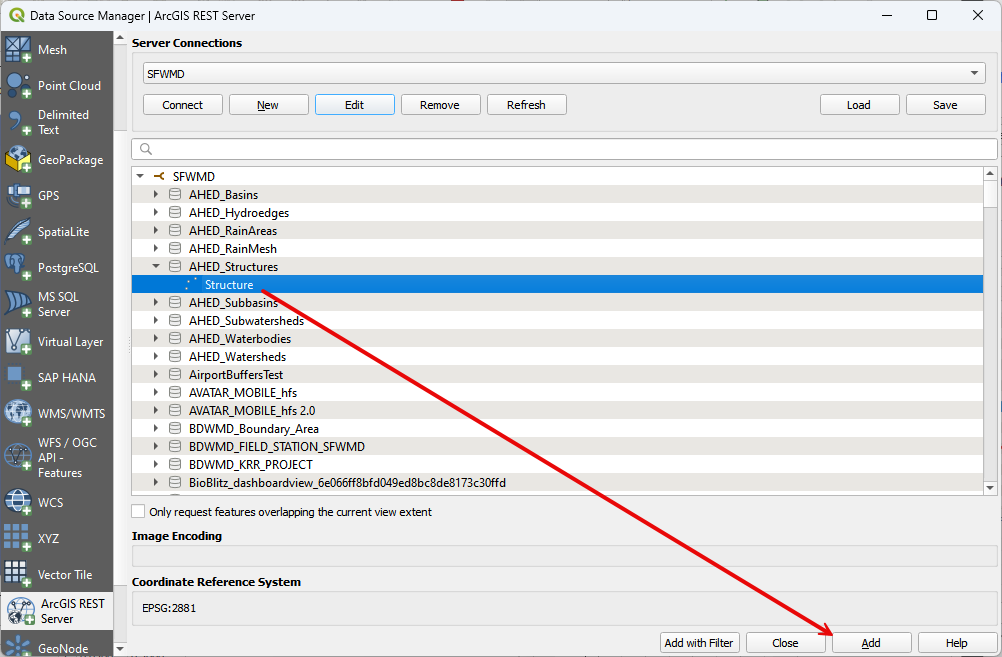 Data Source Manager | ArcGIS REST Server
Mesh
Point Cloud
Delimited
Text
GeoPackage
GPS
SpatiaLite
PostgreSQL
MS SQL
Server
Virtual Layer
SAP HANA
WMS/WMTS
WFS / OGC
API -
Features
WCS
XYZ
Vector Tile
ArcGIS REST
Server
GeoNode
Server Connections
SFWMD
Connect New Edit Remove Refresh Load Save
SFWMD
AHED_Basins
AHED_Hydroedges
AHED_RainAreas
AHED_RainMesh
AHED_Structures
Structure
AHED_Subbasins
AHED_Subwatersheds
AHED_Waterbodies
AHED_Watersheds
AirportBuffersTest
AVATAR_MOBILE_hfs
AVATAR_MOBILE_hfs 2.0
BDWMD_Boundary_Area
BDWMD_FIELD_STATION_SFWMD
BDWMD_KRR_PROJECT
BioBlitz_dashboardview_6e066ff8bfd049ed8bc8de8173c30ffd
Only request features overlapping the current view extent
Image Encoding
Coordinate Reference System
EPSG:2881
Add with Filter Close Add Help